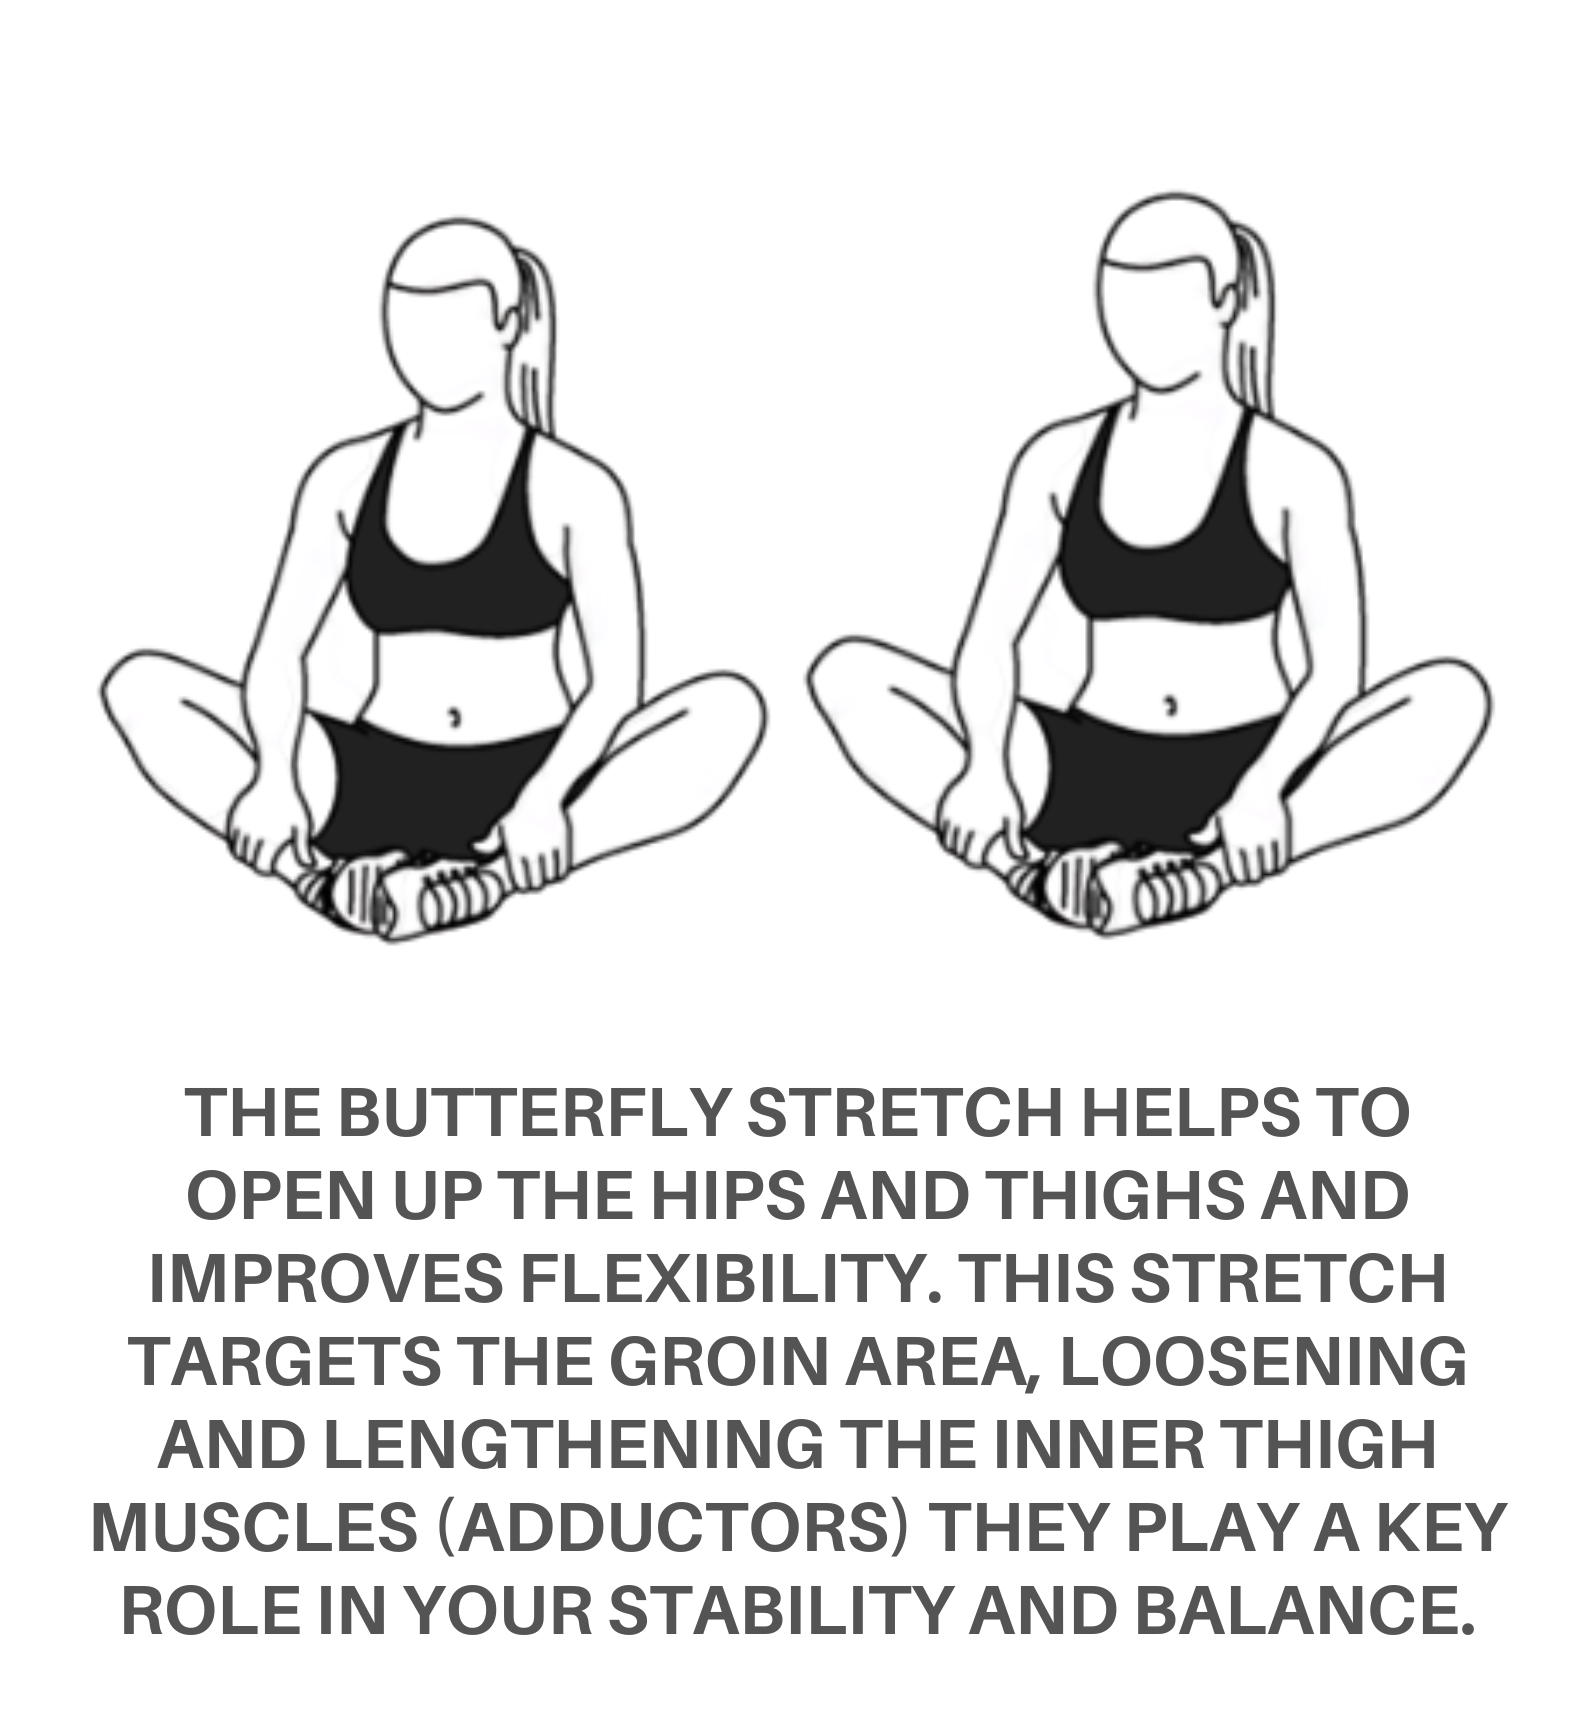 THE BUTTERFLY STRETCH HELPS TO
OPEN UP THE HIPS AND THIGHS AND
IMPROVES FLEXIBILITY. THIS STRETCH
TARGETS THE GROIN AREA, LOOSENING
AND LENGTHENING THE INNER THIGH
MUSCLES (ADDUCTORS) THEY PLAY A KEY
ROLE IN YOUR STABILITY AND BALANCE.